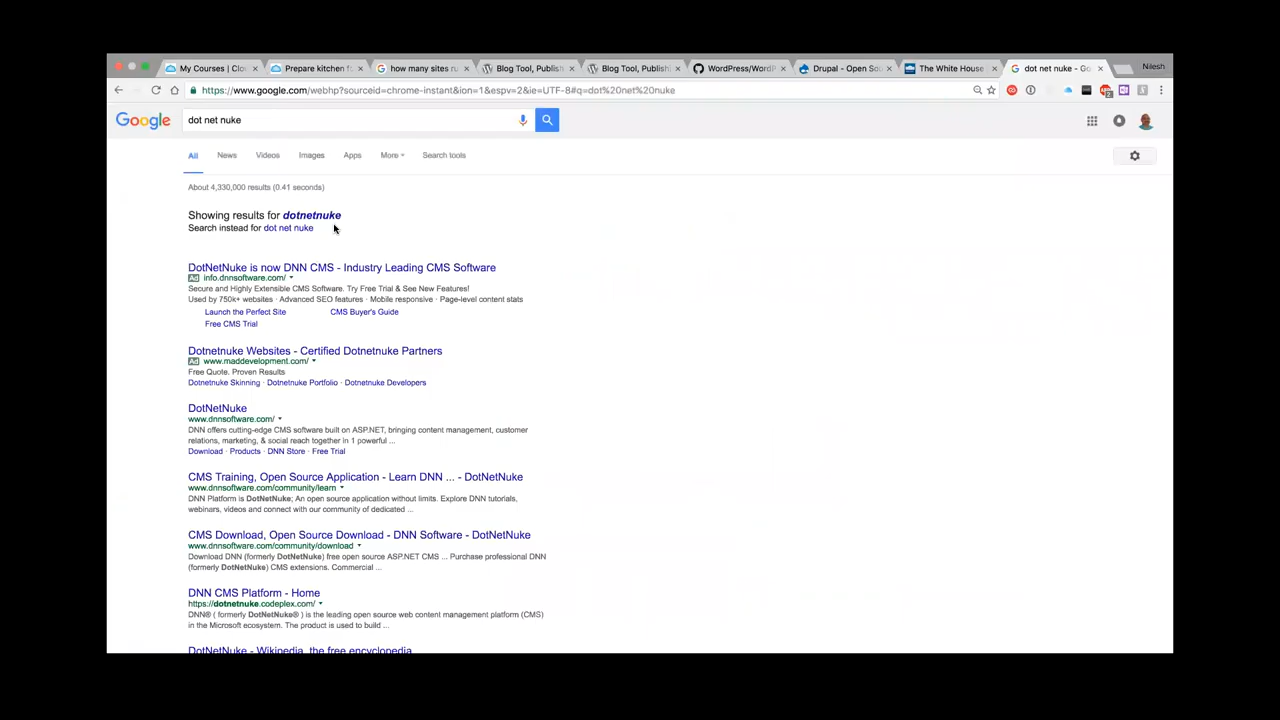 My Courses | Clo
Prepare kitchen fo
how many sites ru
Blog Tool, Publish
Blog Tool, Publish
WordPress/WordP
Drupal - Open Sou
The White House
dot net nuke - Go
Nilesh
https://www.google.com/webhp?sourceid=chrome-instant&ion=1&espv=2&ie=UTF-8#q=dot%20net%20nuke
Google
dot net nuke
All News Videos Images Apps More Search tools
About 4,330,000 results (0.41 seconds)
Showing results for dotnetnuke
Search instead for dot net nuke
DotNetNuke is now DNN CMS - Industry Leading CMS Software
Ad info.dnnsoftware.com/
Secure and Highly Extensible CMS Software. Try Free Trial & See New Features!
Used by 750k+ websites · Advanced SEO features · Mobile responsive · Page-level content stats
Launch the Perfect Site CMS Buyer's Guide
Free CMS Trial
Dotnetnuke Websites - Certified Dotnetnuke Partners
Ad www.maddevelopment.com/
Free Quote. Proven Results
Dotnetnuke Skinning · Dotnetnuke Portfolio · Dotnetnuke Developers
DotNetNuke
www.dnnsoftware.com/
DNN offers cutting-edge CMS software built on ASP.NET, bringing content management, customer
relations, marketing, & social reach together in 1 powerful ...
Download · Products · DNN Store · Free Trial
CMS Training, Open Source Application - Learn DNN ... - DotNetNuke
www.dnnsoftware.com/community/learn
DNN Platform is DotNetNuke; An open source application without limits. Explore DNN tutorials,
webinars, videos and connect with our community of dedicated ...
CMS Download, Open Source Download - DNN Software - DotNetNuke
www.dnnsoftware.com/community/download
Download DNN (formerly DotNetNuke) free open source ASP.NET CMS ... Purchase professional DNN
(formerly DotNetNuke) CMS extensions. Commercial ...
DNN CMS Platform - Home
https://dotnetnuke.codeplex.com/
DNN® ( formerly DotNetNuke® ) is the leading open source web content management platform (CMS)
in the Microsoft ecosystem. The product is used to build ...
DotNetNuke - Wikipedia, the free encyclopedia